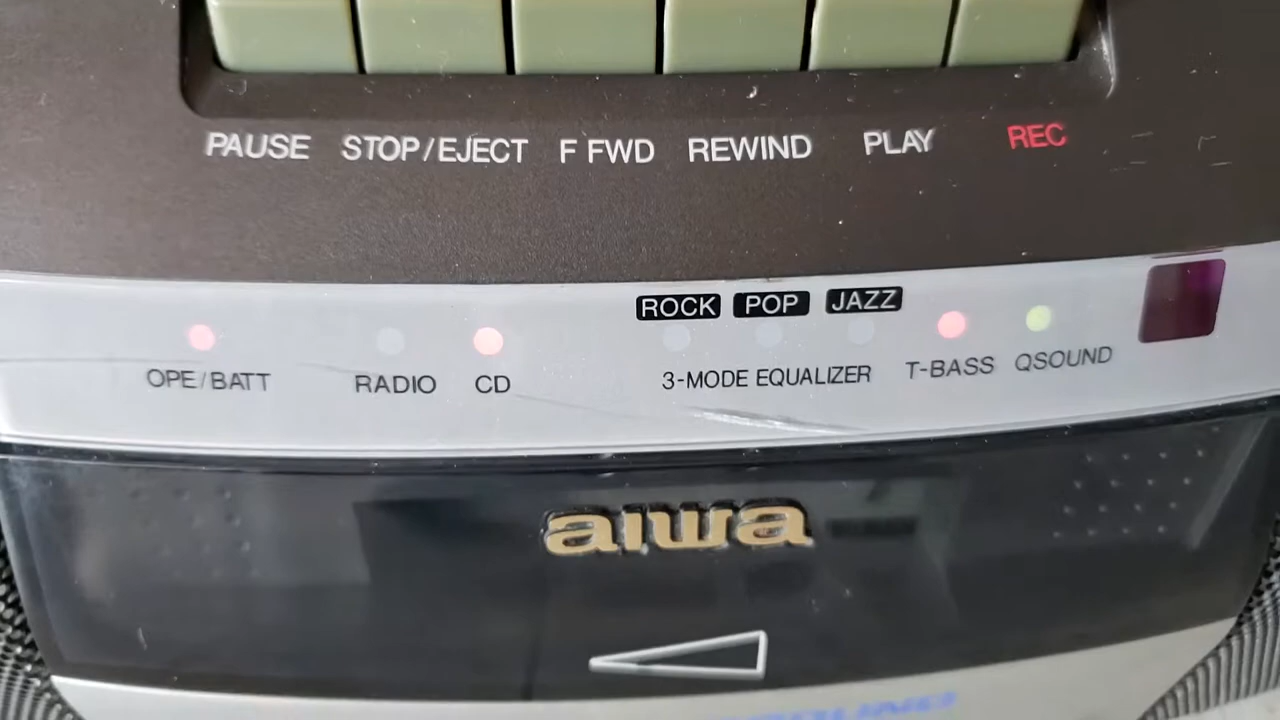 PAUSE STOP/EJECT F FWD REWIND PLAY REC
ROCK POP JAZZ
OPE/BATT RADIO CD 3-MODE EQUALIZER T-BASS QSOUND
aiwa